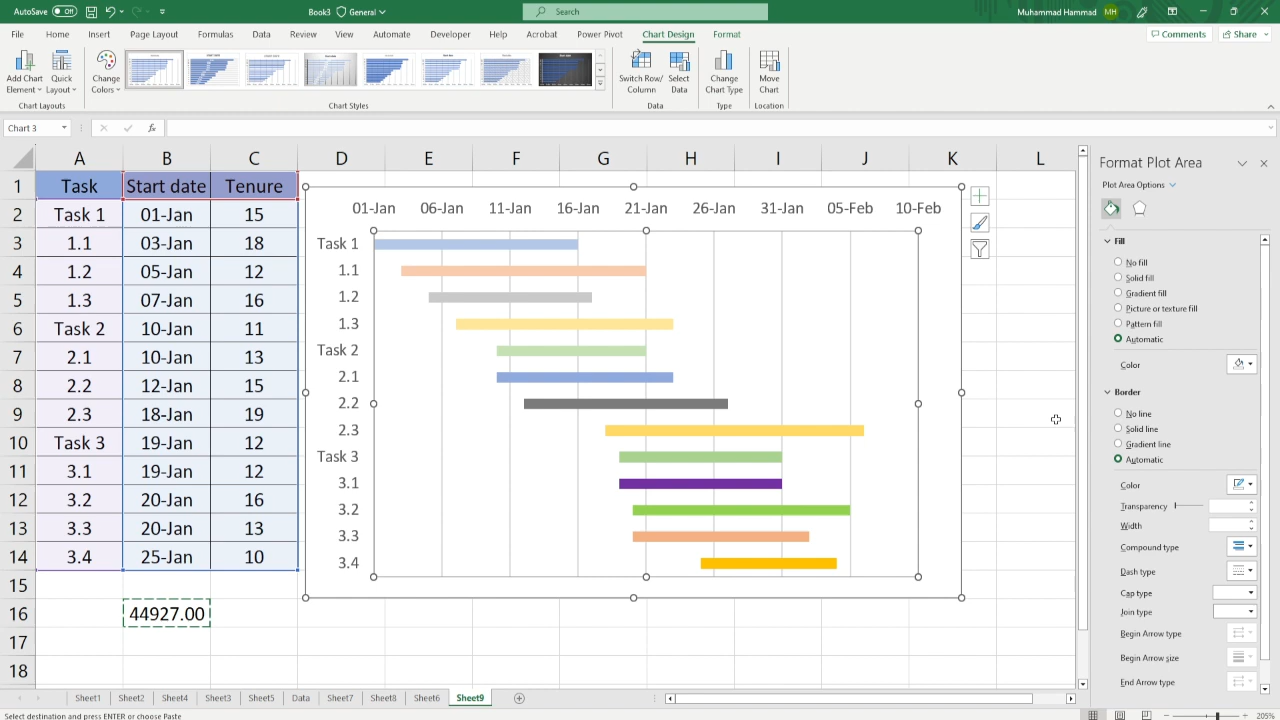 AutoSave Off Book3 General Search Muhammad Hammad MH
File Home Insert Page Layout Formulas Data Review View Automate Developer Help Acrobat Power Pivot Chart Design Format Comments Share
Add Chart Element Quick Layout Change Colors Switch Row/ Column Select Data Change Chart Type Move Chart
Chart Layouts Chart Styles Data Type Location
Chart 3 fx
A B C D E F G H I J K L
1 Task Start date Tenure
2 Task 1 01-Jan 15
3 1.1 03-Jan 18
4 1.2 05-Jan 12
5 1.3 07-Jan 16
6 Task 2 10-Jan 11
7 2.1 10-Jan 13
8 2.2 12-Jan 15
9 2.3 18-Jan 19
10 Task 3 19-Jan 12
11 3.1 19-Jan 12
12 3.2 20-Jan 16
13 3.3 20-Jan 13
14 3.4 25-Jan 10
15
16 44927.00
17
18
01-Jan 06-Jan 11-Jan 16-Jan 21-Jan 26-Jan 31-Jan 05-Feb 10-Feb
Task 1
1.1
1.2
1.3
Task 2
2.1
2.2
2.3
Task 3
3.1
3.2
3.3
3.4
Format Plot Area
Plot Area Options
Fill
No fill
Solid fill
Gradient fill
Picture or texture fill
Pattern fill
Automatic
Color
Border
No line
Solid line
Gradient line
Automatic
Color
Transparency
Width
Compound type
Dash type
Cap type
Join type
Begin Arrow type
Begin Arrow size
End Arrow type
Sheet1 Sheet2 Sheet4 Sheet3 Sheet5 Data Sheet7 Sheet8 Sheet6 Sheet9
Select destination and press ENTER or choose Paste 205%